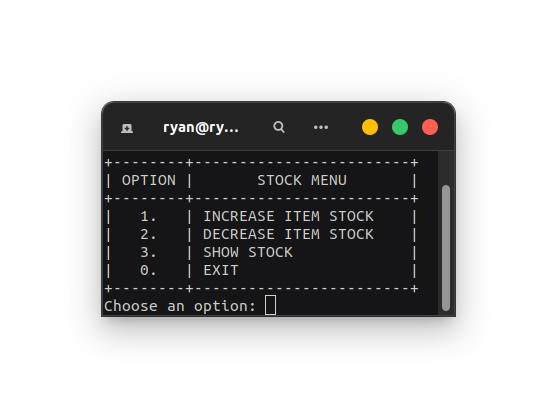 ryan@ry...
+--------+------------------------+
| OPTION |       STOCK MENU       |
+--------+------------------------+
|   1.   | INCREASE ITEM STOCK    |
|   2.   | DECREASE ITEM STOCK    |
|   3.   | SHOW STOCK             |
|   0.   | EXIT                   |
+--------+------------------------+
Choose an option: